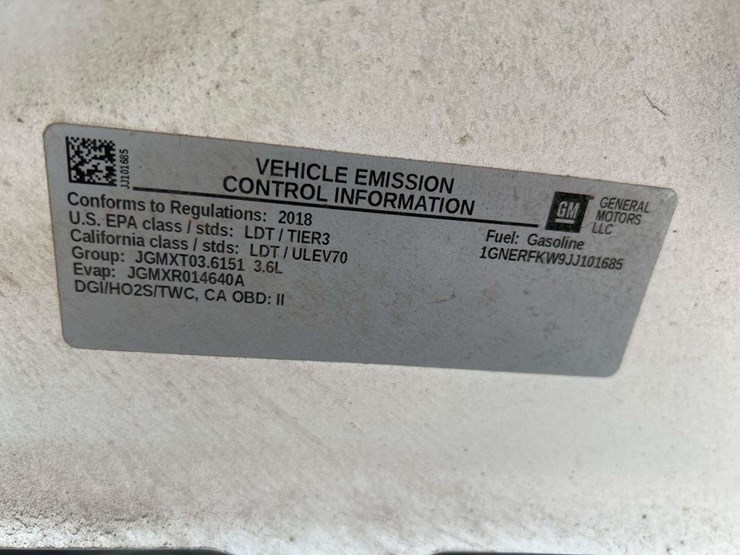 JJ101685
VEHICLE EMISSION
CONTROL INFORMATION
GM
GENERAL
MOTORS
LLC
Conforms to Regulations: 2018
U.S. EPA class / stds: LDT / TIER3
California class / stds: LDT / ULEV70
Group: JGMXT03.6151 3.6L
Evap: JGMXR014640A
DGI/HO2S/TWC, CA OBD: II
Fuel: Gasoline
1GNERFKW9JJ101685